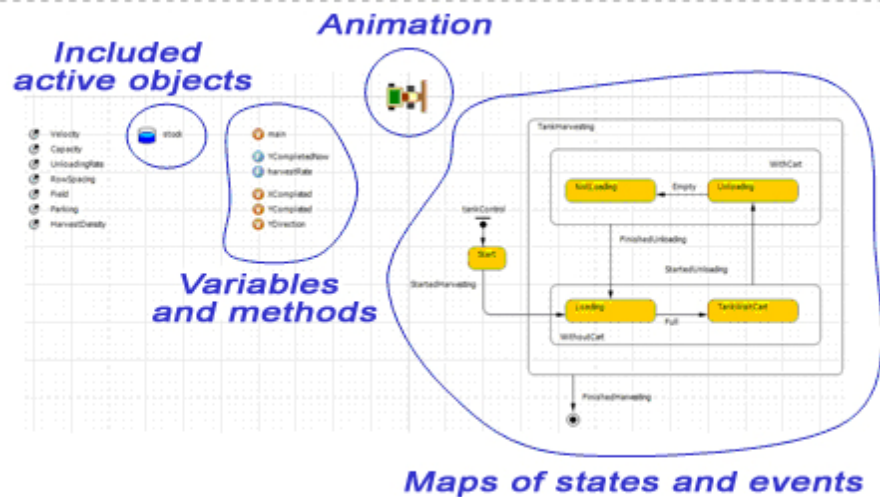 Animation
Included
active objects
Velocity
Capacity
UnloadingRate
RowSpacing
Field
Parking
HarvestDensity
stock
main
YCompletedNow
harvestRate
XCompleted
YCompleted
YDirection
Variables
and methods
TankHarvesting
WithCart
NotLoading
Empty
Unloading
tankControl
Start
FinishedUnloading
StartedHarvesting
StartedUnloading
Loading
Full
TankWaitCart
WithoutCart
FinishedHarvesting
Maps of states and events